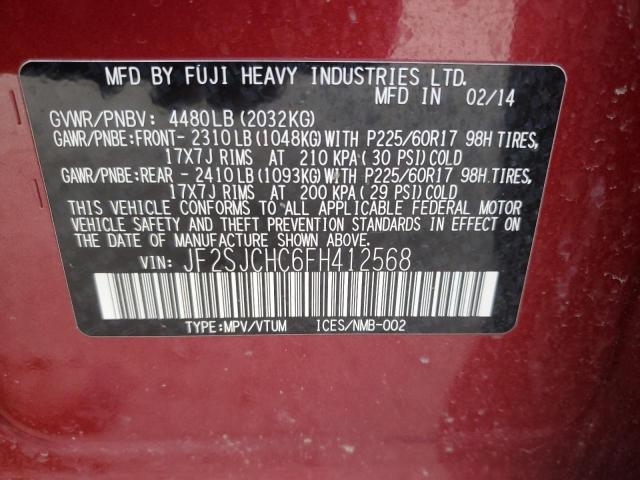 MFD BY FUJI HEAVY INDUSTRIES LTD.
MFD IN 02/14
GVWR/PNBV: 4480LB (2032KG)
GAWR/PNBE:FRONT- 2310LB(1048KG)WITH P225/60R17 98H TIRES,
17X7J RIMS AT 210 KPA(30 PSI)COLD
GAWR/PNBE:REAR - 2410LB(1093KG)WITH P225/60R17 98H TIRES,
17X7J RIMS AT 200 KPA(29 PSI)COLD
THIS VEHICLE CONFORMS TO ALL APPLICABLE FEDERAL MOTOR
VEHICLE SAFETY AND THEFT PREVENTION STANDARDS IN EFFECT ON
THE DATE OF MANUFACTURE SHOWN ABOVE.
VIN: JF2SJCHC6FH412568
TYPE:MPV/VTUM ICES/NMB-002